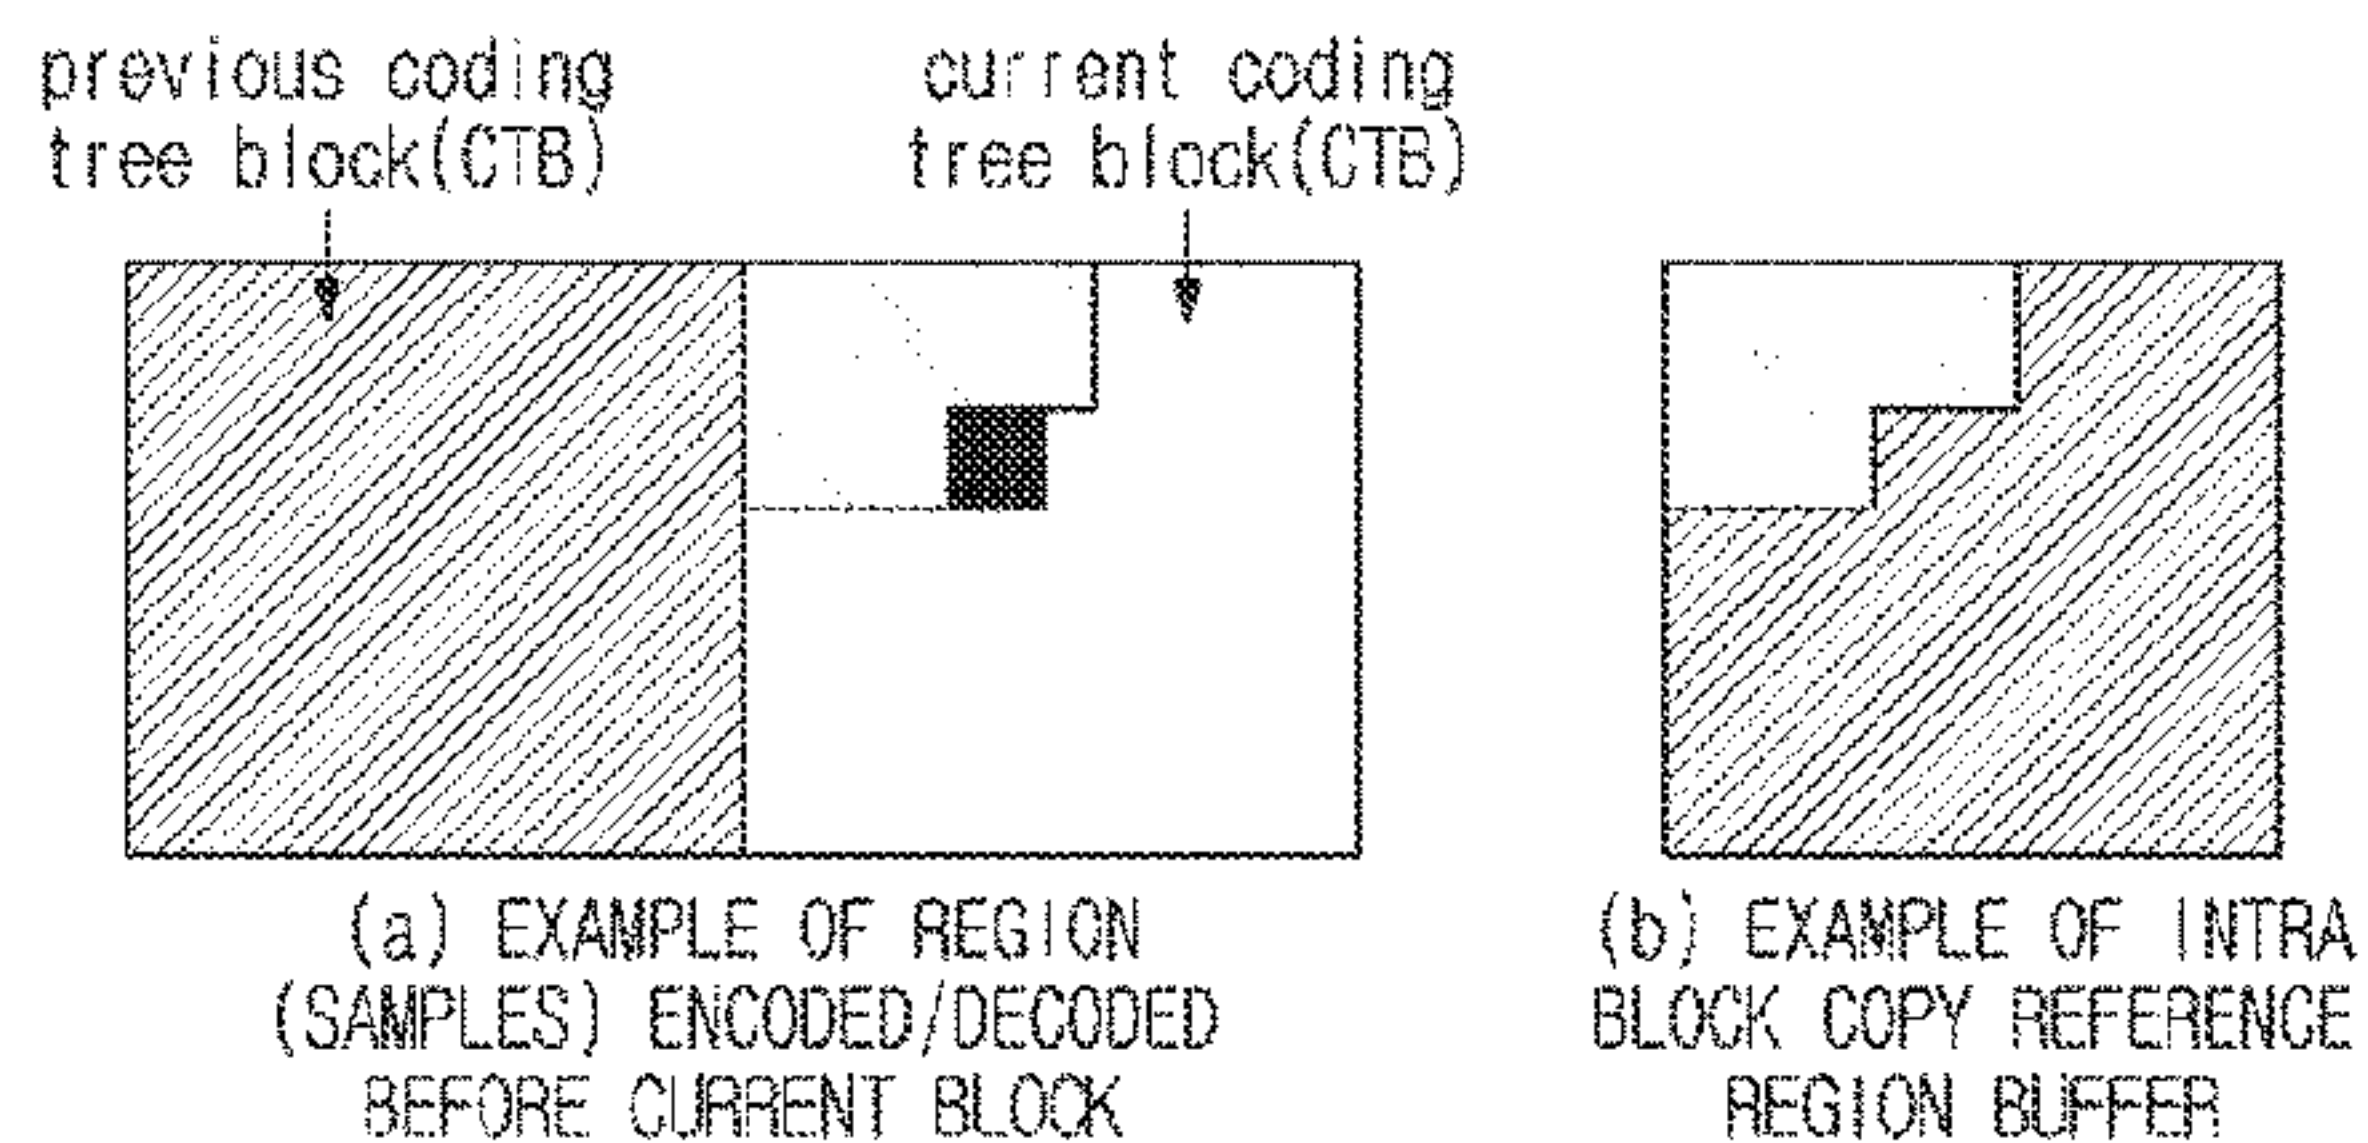 previous coding
tree block(CTB)
current coding
tree block(CTB)
(a) EXAMPLE OF REGION
(SAMPLES) ENCODED/DECODED
BEFORE CURRENT BLOCK
(b) EXAMPLE OF INTRA
BLOCK COPY REFERENCE
REGION BUFFER